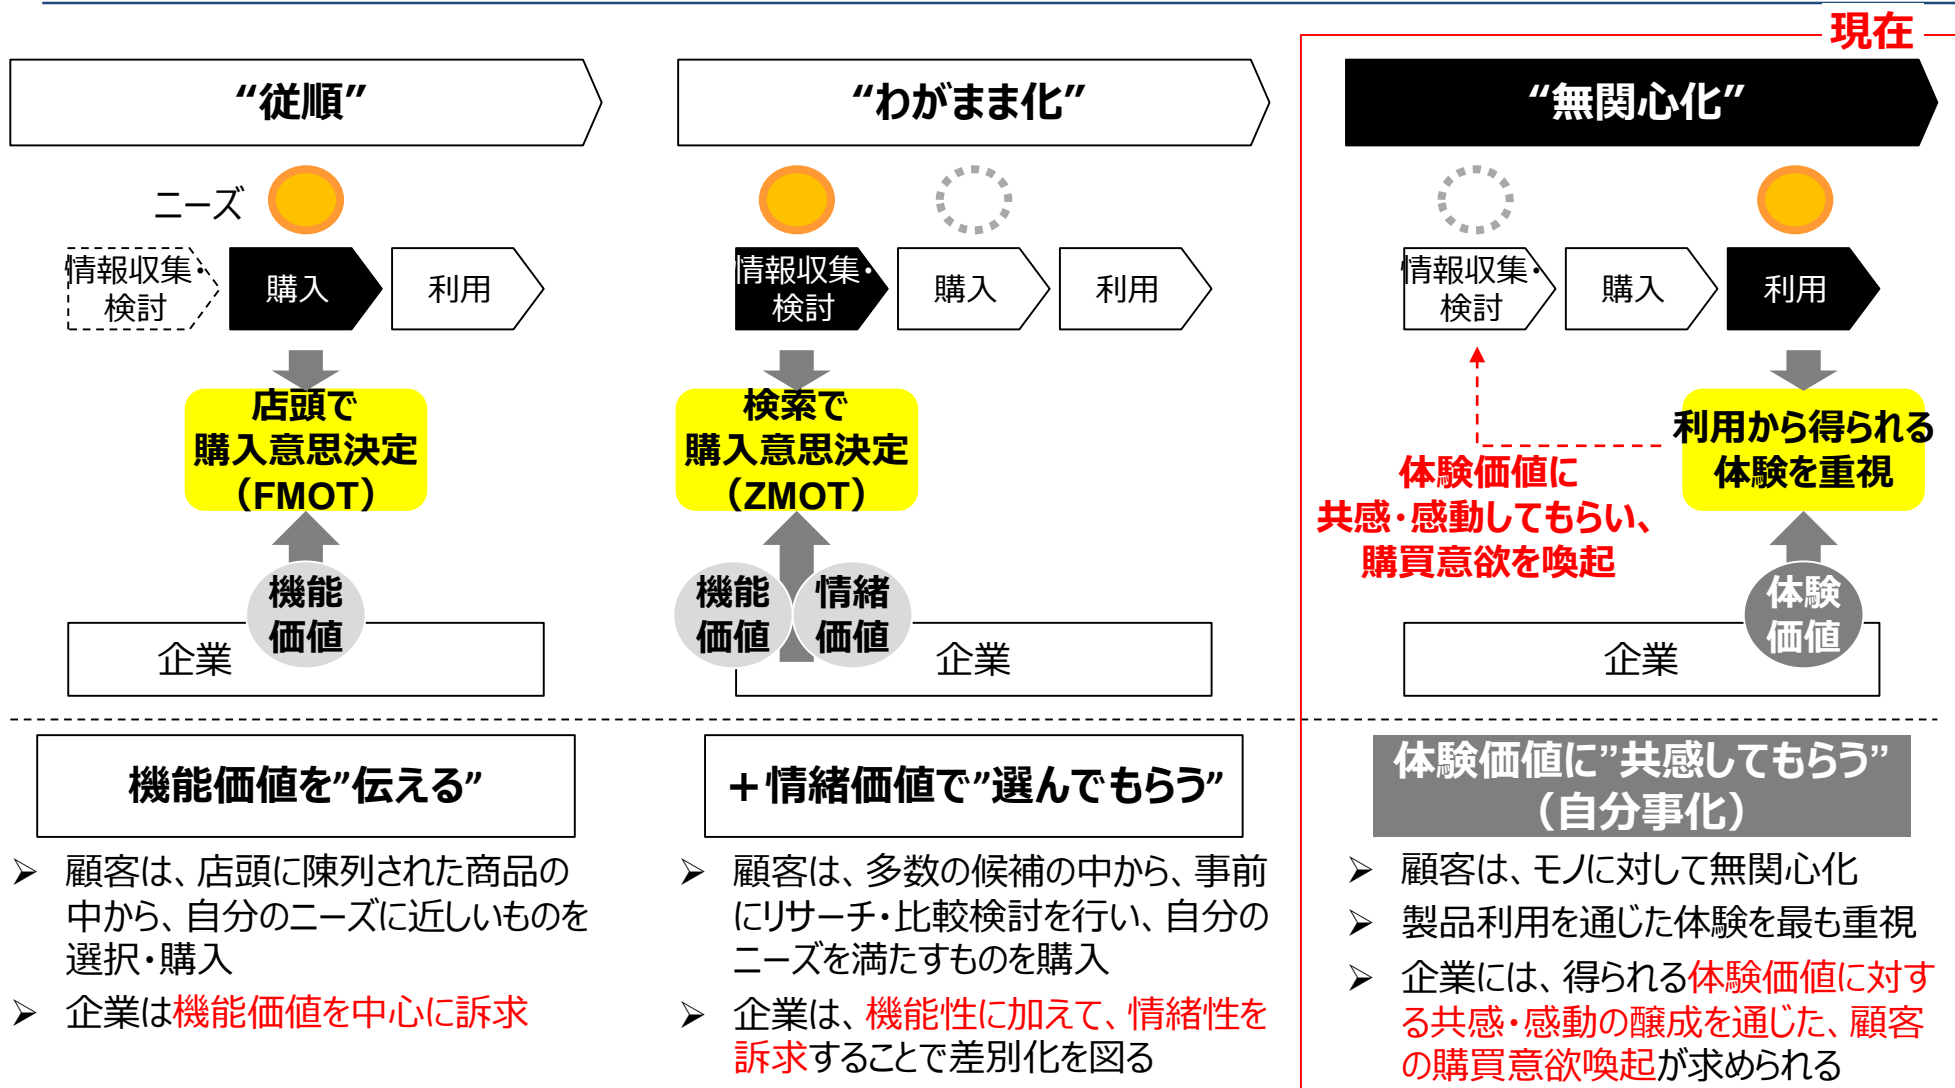 現在
“従順”
ニーズ
情報収集・
検討
購入
利用
店頭で
購入意思決定
（FMOT）
機能
価値
企業
“わがまま化”
情報収集・
検討
購入
利用
検索で
購入意思決定
（ZMOT）
機能
価値
情緒
価値
企業
“無関心化”
情報収集・
検討
購入
利用
利用から得られる
体験を重視
体験価値に
共感・感動してもらい、
購買意欲を喚起
体験
価値
企業
機能価値を”伝える”
➢ 顧客は、店頭に陳列された商品の
中から、自分のニーズに近しいものを
選択・購入
➢ 企業は機能価値を中心に訴求
＋情緒価値で”選んでもらう”
➢ 顧客は、多数の候補の中から、事前
にリサーチ・比較検討を行い、自分の
ニーズを満たすものを購入
➢ 企業は、機能性に加えて、情緒性を
訴求することで差別化を図る
体験価値に”共感してもらう”
（自分事化）
➢ 顧客は、モノに対して無関心化
➢ 製品利用を通じた体験を最も重視
➢ 企業には、得られる体験価値に対す
る共感・感動の醸成を通じた、顧客
の購買意欲喚起が求められる